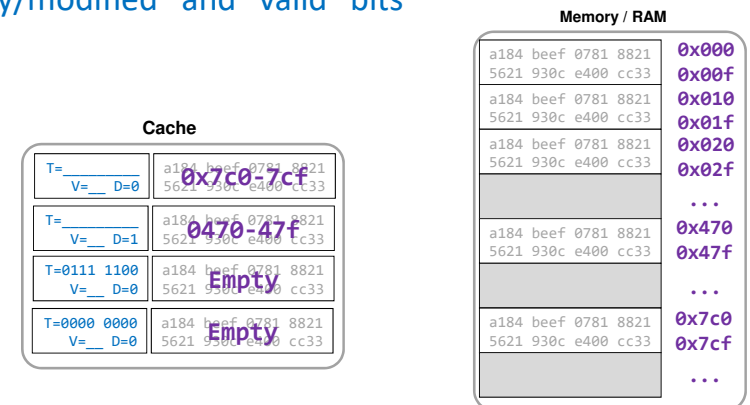 y/modified and valid bits
Memory / RAM
Cache
T=_________
V=__ D=0
a184 beef 0781 8821
5621 930c e400 cc33
0x7c0-7cf
T=_________
V=__ D=1
a184 beef 0781 8821
5621 930c e400 cc33
0470-47f
T=0111 1100
V=__ D=0
a184 beef 0781 8821
5621 930c e400 cc33
Empty
T=0000 0000
V=__ D=0
a184 beef 0781 8821
5621 930c e400 cc33
Empty
a184 beef 0781 8821
5621 930c e400 cc33
0x000
0x00f
a184 beef 0781 8821
5621 930c e400 cc33
0x010
0x01f
a184 beef 0781 8821
5621 930c e400 cc33
0x020
0x02f
...
a184 beef 0781 8821
5621 930c e400 cc33
0x470
0x47f
...
a184 beef 0781 8821
5621 930c e400 cc33
0x7c0
0x7cf
...